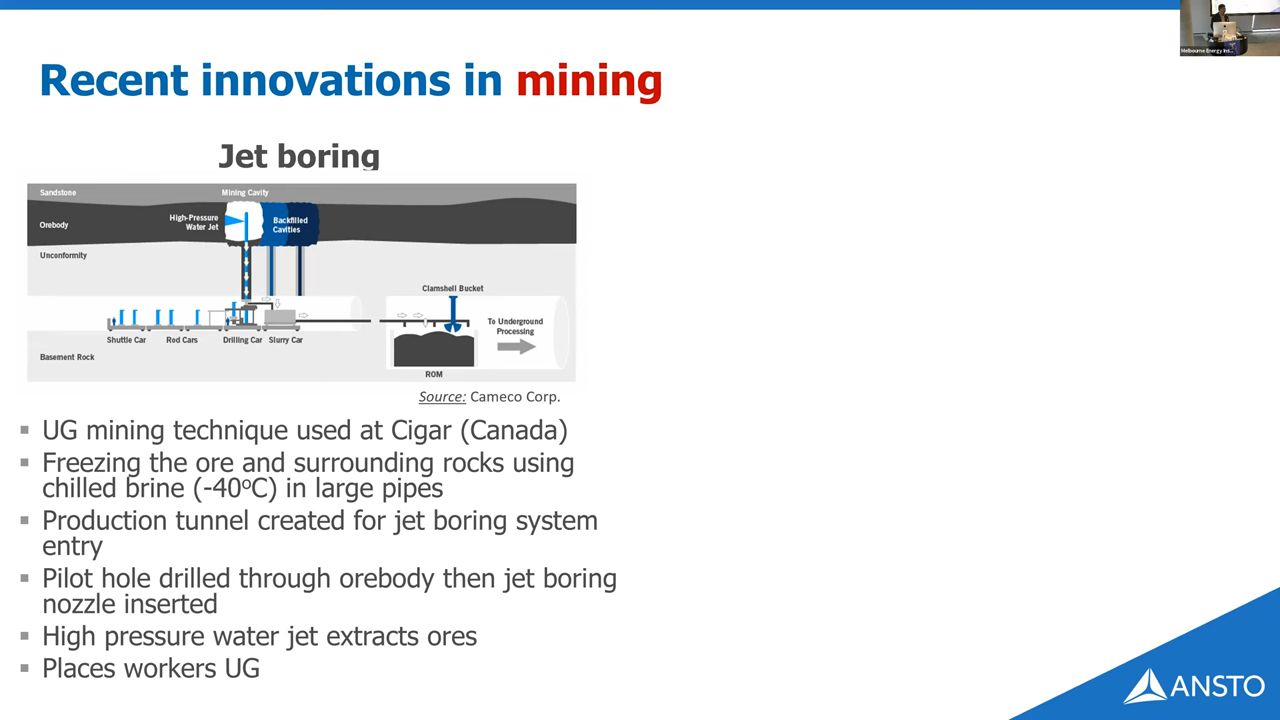 Melbourne Energy Ins...
Recent innovations in mining
Jet boring
Sandstone
Mining Cavity
High-Pressure
Water Jet
Backfilled
Cavities
Orebody
Unconformity
Clamshell Bucket
To Underground
Processing
Shuttle Car
Rod Cars
Drilling Car
Slurry Car
Basement Rock
ROM
Source: Cameco Corp.
▪ UG mining technique used at Cigar (Canada)
▪ Freezing the ore and surrounding rocks using
chilled brine (-40ºC) in large pipes
▪ Production tunnel created for jet boring system
entry
▪ Pilot hole drilled through orebody then jet boring
nozzle inserted
▪ High pressure water jet extracts ores
▪ Places workers UG
ANSTO